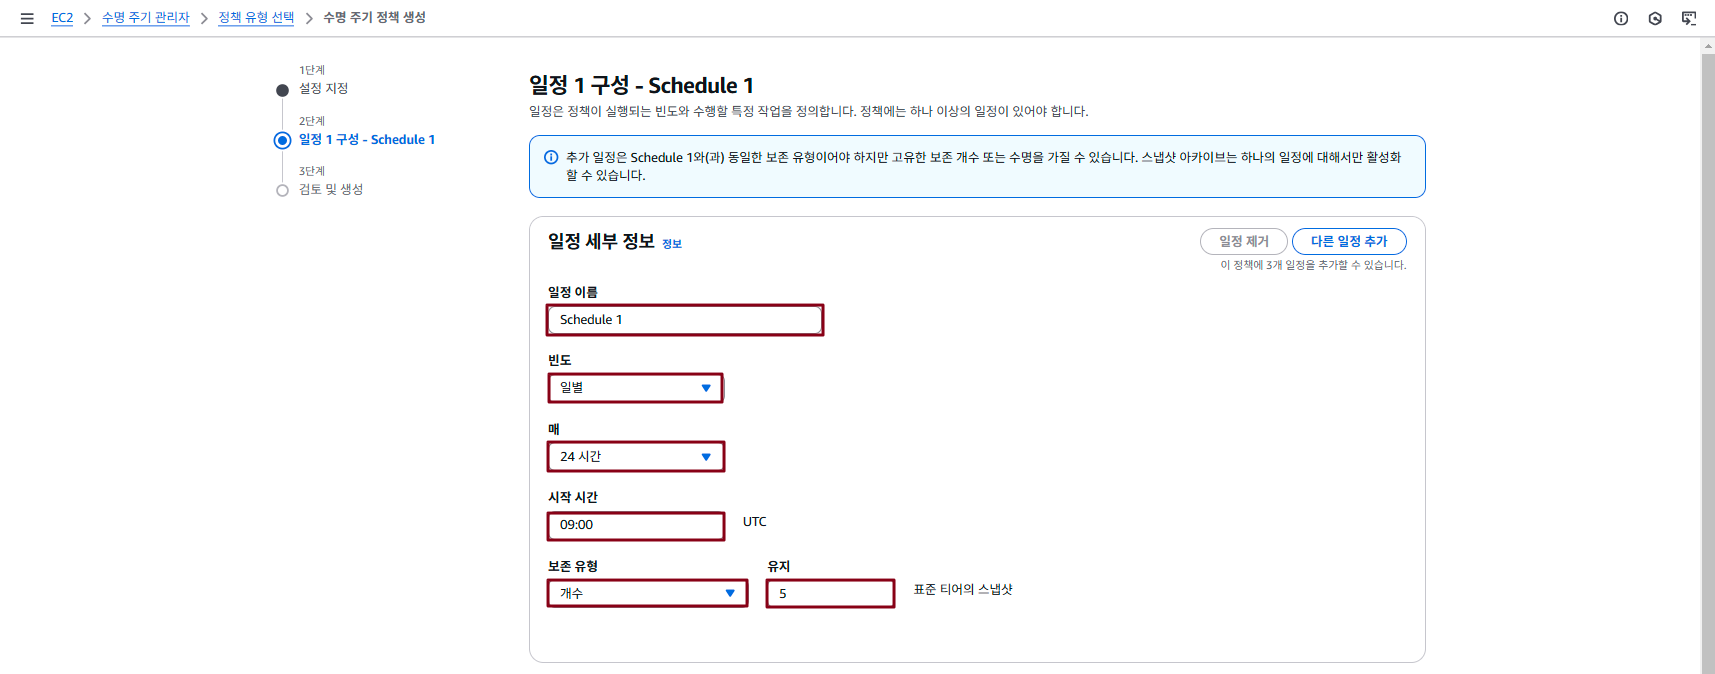 EC2 > 수명 주기 관리자 > 정책 유형 선택 > 수명 주기 정책 생성
1단계
설정 지정
2단계
일정 1 구성 - Schedule 1
3단계
검토 및 생성
일정 1 구성 - Schedule 1
일정은 정책이 실행되는 빈도와 수행할 특정 작업을 정의합니다. 정책에는 하나 이상의 일정이 있어야 합니다.
추가 일정은 Schedule 1와(과) 동일한 보존 유형이어야 하지만 고유한 보존 개수 또는 수명을 가질 수 있습니다. 스냅샷 아카이브는 하나의 일정에 대해서만 활성화
할 수 있습니다.
일정 세부 정보 정보
일정 제거 다른 일정 추가
이 정책에 3개 일정을 추가할 수 있습니다.
일정 이름
Schedule 1
빈도
일별
매
24 시간
시작 시간
09:00 UTC
보존 유형 유지
개수 5 표준 티어의 스냅샷